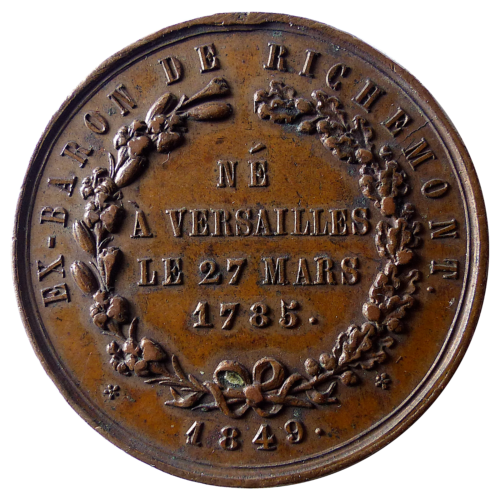 EX-BARON DE RICHEMONT.
NÉ
À VERSAILLES
LE 27 MARS
1785.
* 1849. *